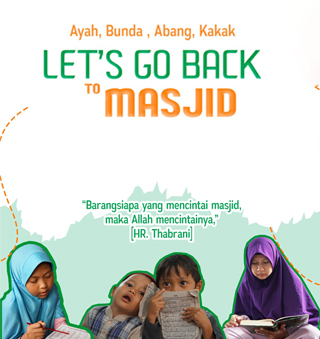 Ayah, Bunda , Abang, Kakak
LET'S GO BACK
TO MASJID
"Barangsiapa yang mencintai masjid,
maka Allah mencintainya,"
[HR. Thabrani]